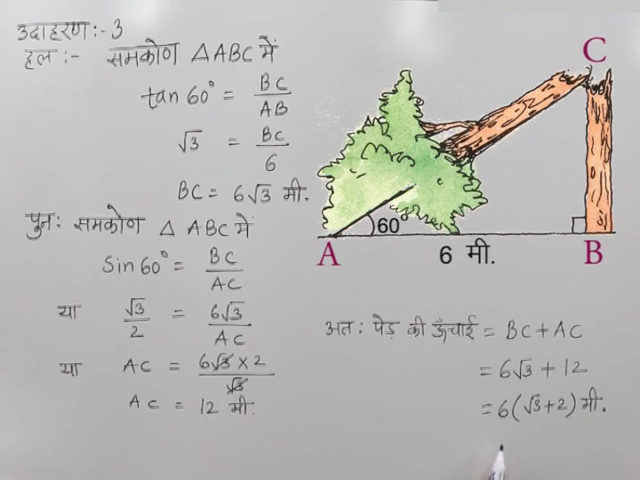 उदाहरण:- 3
हल:- समकोण △ABC में
tan 60° = BC/AB
√3 = BC/6
BC = 6√3 मी.
पुन: समकोण △ ABC में
Sin 60° = BC/AC
या √3/2 = 6√3/AC
या AC = 6√3 × 2/√3
AC = 12 मी.
C
60°
A 6 मी. B
अत: पेड़ की ऊँचाई = BC + AC
= 6√3 + 12
= 6(√3+2) मी.